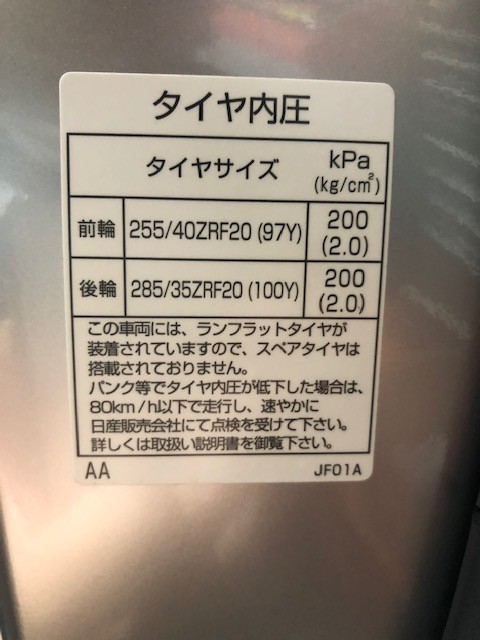 タイヤ内圧
タイヤサイズ kPa (kg/cm²)
前輪 255/40ZRF20 (97Y) 200 (2.0)
後輪 285/35ZRF20 (100Y) 200 (2.0)
この車両には、ランフラットタイヤが
装着されていますので、スペアタイヤは
搭載されておりません。
パンク等でタイヤ内圧が低下した場合は、
80km/h以下で走行し、速やかに
日産販売会社にて点検を受けて下さい。
詳しくは取扱い説明書を御覧下さい。
AA JF01A